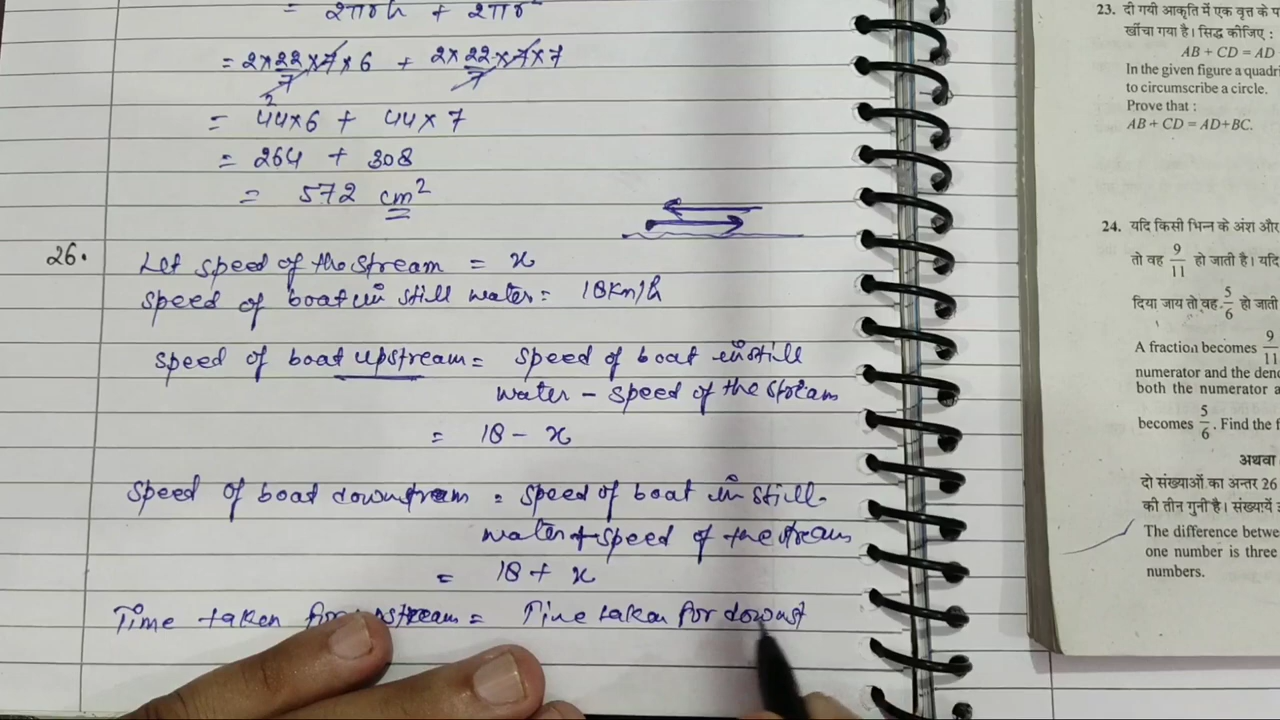 = 2πrh + 2πr²
= 2×22/7×7×6 + 2×22/7×7×7
2
= 44×6 + 44×7
= 264 + 308
= 572 cm²
26. Let speed of the stream = x
speed of boat in still water = 18km/h
speed of boat upstream = speed of boat in still
water - speed of the stream
= 18 - x
speed of boat downstream = speed of boat in still
water + speed of the stream
= 18 + x
Time taken for = Time taken for downst
23. दी गयी आकृति में एक वृत्त के प
खींचा गया है। सिद्ध कीजिए :
AB + CD = AD
In the given figure a quadri
to circumscribe a circle.
Prove that :
AB + CD = AD+BC.
24. यदि किसी भिन्न के अंश और
तो वह 9/11 हो जाती है। यदि
दिया जाय तो वह 5/6 हो जाती
A fraction becomes 9/11
numerator and the deno
both the numerator a
becomes 5/6. Find the f
अथवा
दो संख्याओं का अन्तर 26
की तीन गुनी है। संख्यायें
The difference betwe
one number is three
numbers.